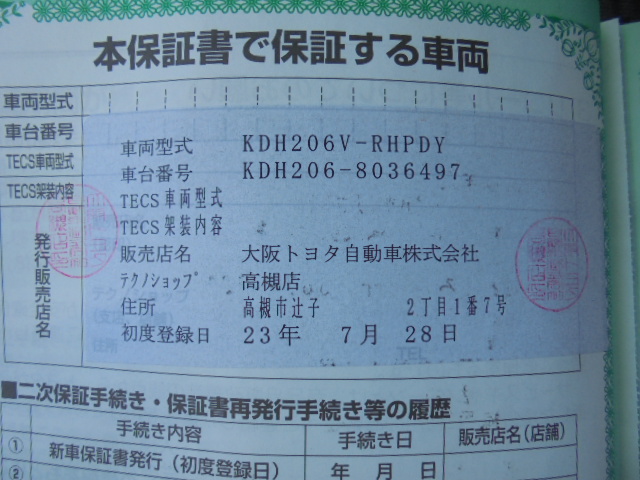 本保証書で保証する車両
車両型式
車台番号
TECS車両型式
TECS架装内容
発行販売店名
車両型式 KDH206V-RHPDY
車台番号 KDH206-8036497
TECS車両型式
TECS架装内容
販売店名 大阪トヨタ自動車株式会社
テクノショップ 高槻店
住所 高槻市辻子 2丁目1番7号
初度登録日 23年 7月 28日
■二次保証手続き・保証書再発行手続き等の履歴
手続き内容 手続き日 販売店名(店舗)
① 新車保証書発行(初度登録日) 年 月 日
②